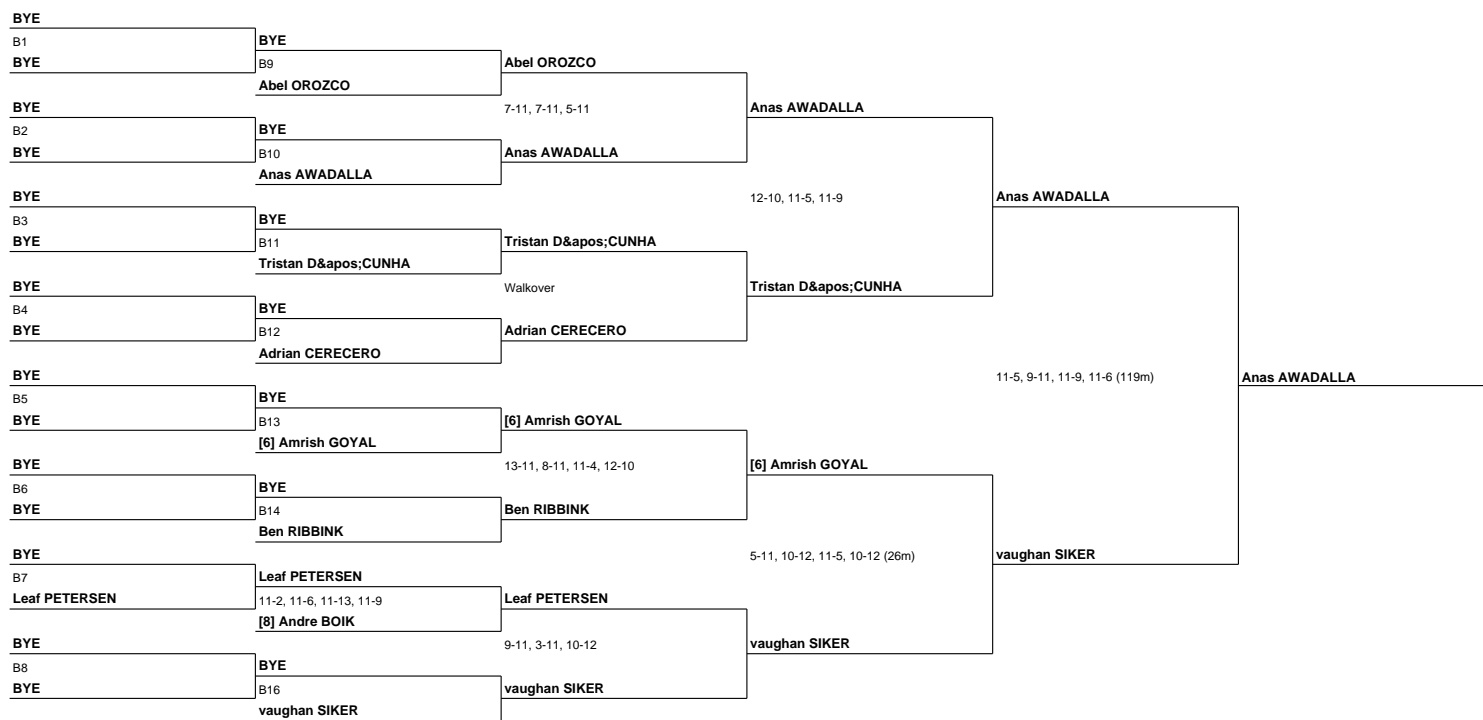 BYE
B1
BYE
BYE
B9
Abel OROZCO
Abel OROZCO
7-11, 7-11, 5-11
Anas AWADALLA
BYE
B2
BYE
BYE
B10
Anas AWADALLA
Anas AWADALLA
12-10, 11-5, 11-9
Anas AWADALLA
BYE
B3
BYE
BYE
B11
Tristan D&apos;CUNHA
Tristan D&apos;CUNHA
Walkover
Tristan D&apos;CUNHA
BYE
B4
BYE
BYE
B12
Adrian CERECERO
Adrian CERECERO
11-5, 9-11, 11-9, 11-6 (119m)
Anas AWADALLA
BYE
B5
BYE
BYE
B13
[6] Amrish GOYAL
[6] Amrish GOYAL
13-11, 8-11, 11-4, 12-10
[6] Amrish GOYAL
BYE
B6
BYE
BYE
B14
Ben RIBBINK
Ben RIBBINK
5-11, 10-12, 11-5, 10-12 (26m)
vaughan SIKER
BYE
B7
Leaf PETERSEN
Leaf PETERSEN
11-2, 11-6, 11-13, 11-9
[8] Andre BOIK
Leaf PETERSEN
9-11, 3-11, 10-12
vaughan SIKER
BYE
B8
BYE
BYE
B16
vaughan SIKER
vaughan SIKER